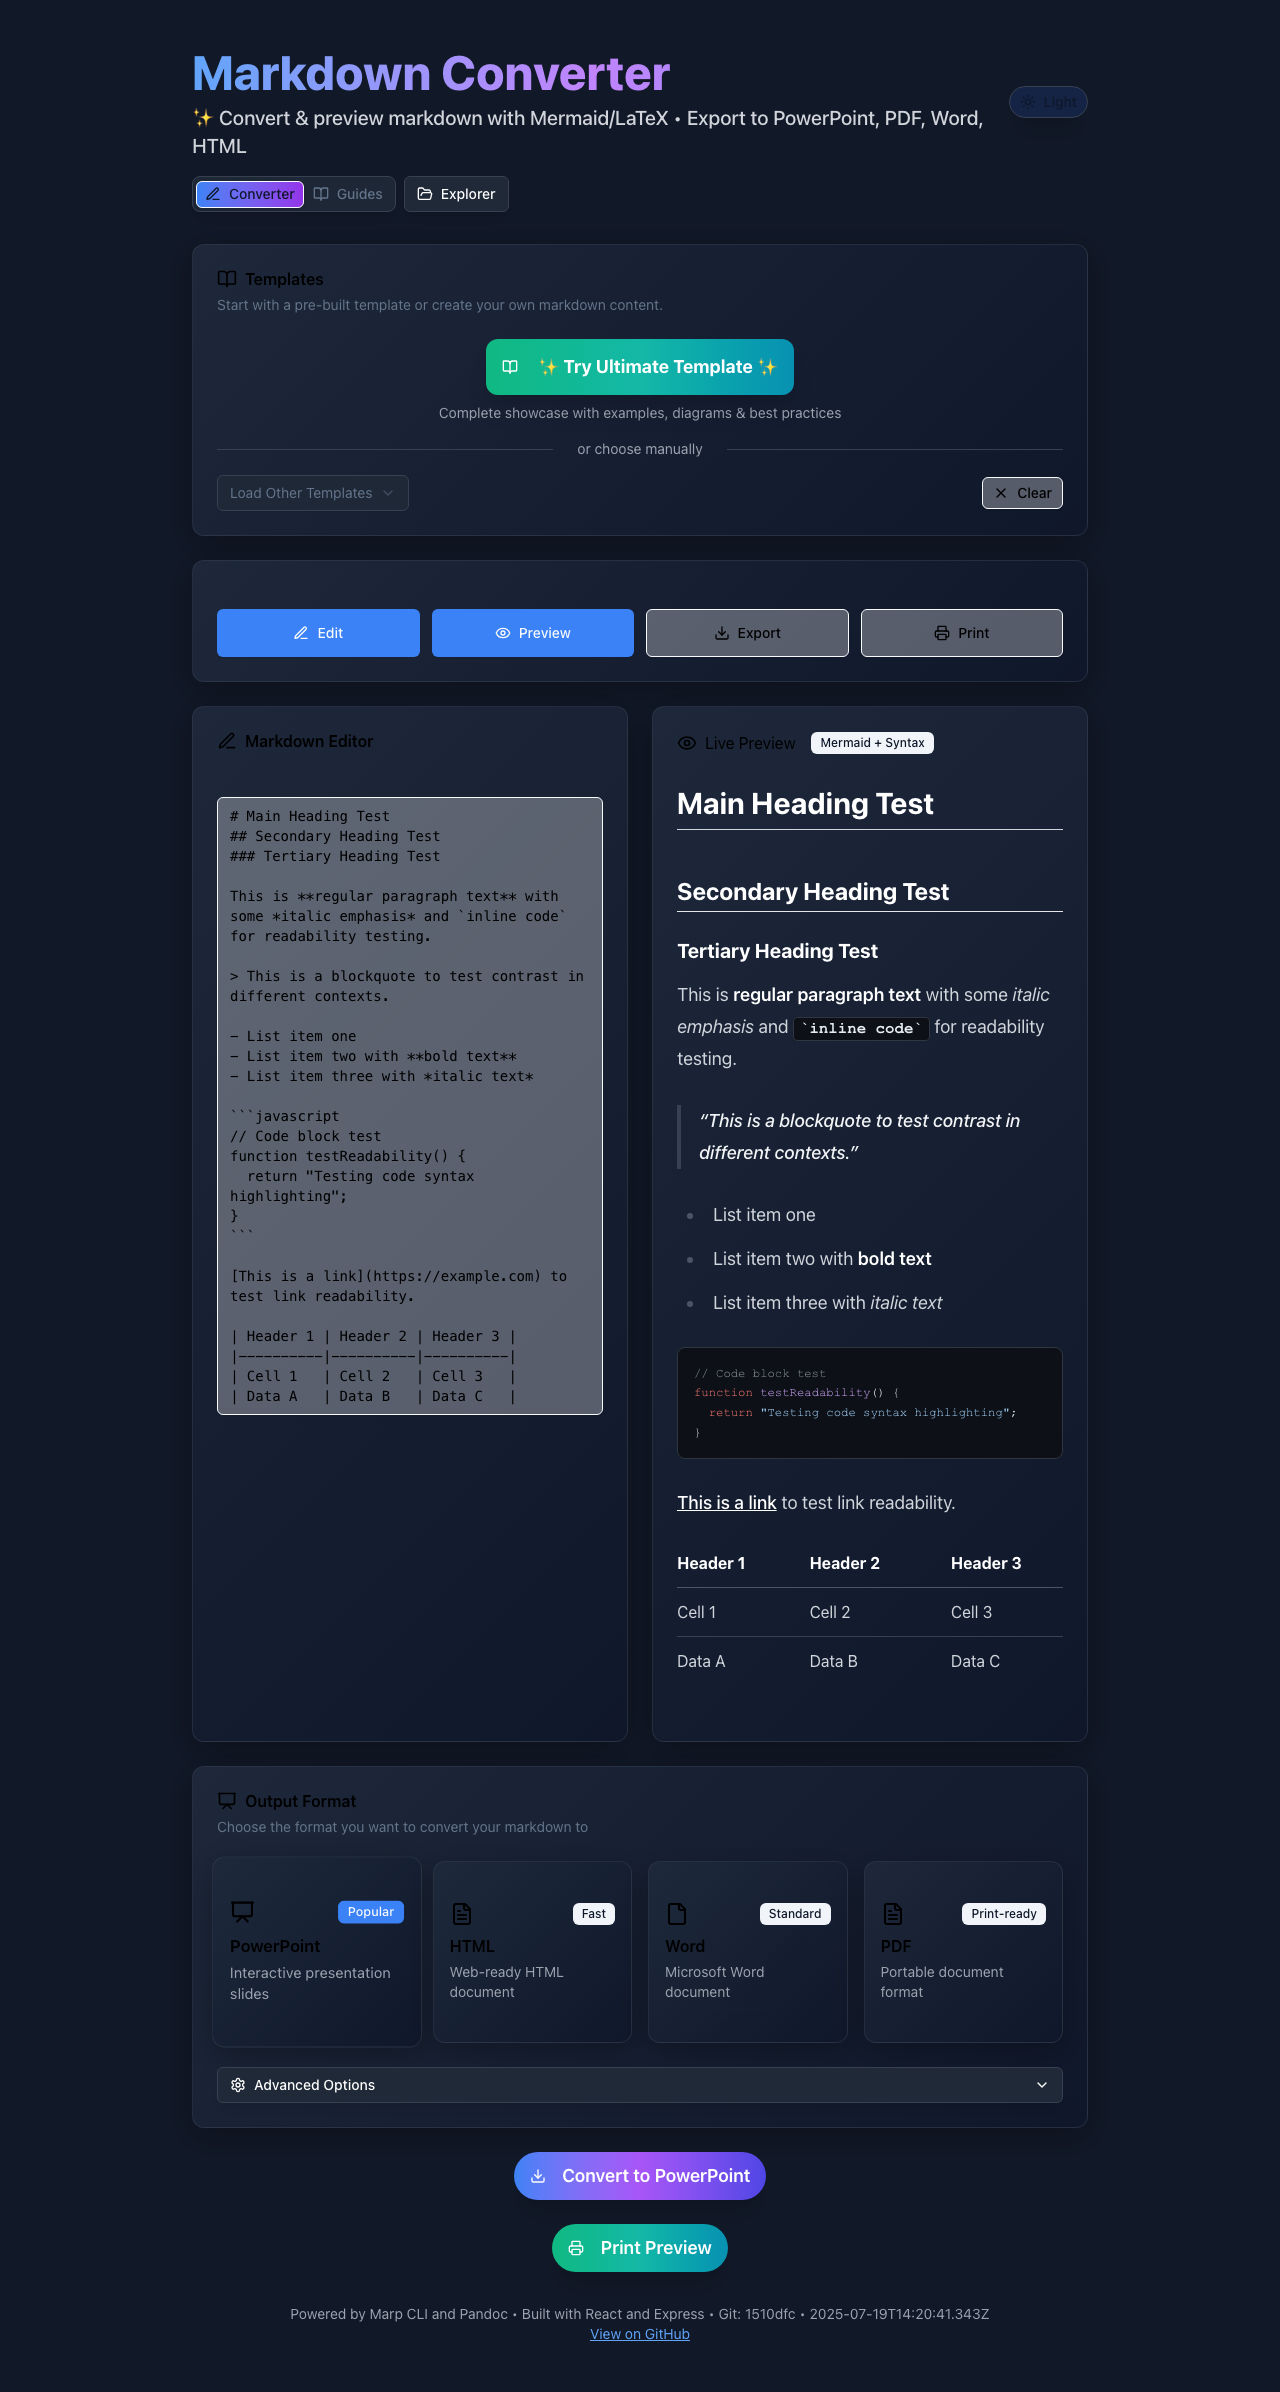 Markdown Converter
✨ Convert & preview markdown with Mermaid/LaTeX • Export to PowerPoint, PDF, Word,
HTML
Light
Converter Guides Explorer
Templates
Start with a pre-built template or create your own markdown content.
✨ Try Ultimate Template ✨
Complete showcase with examples, diagrams & best practices
or choose manually
Load Other Templates
Clear
Edit Preview Export Print
Markdown Editor
# Main Heading Test
## Secondary Heading Test
### Tertiary Heading Test
This is **regular paragraph text** with
some *italic emphasis* and `inline code`
for readability testing.
> This is a blockquote to test contrast in
different contexts.
- List item one
- List item two with **bold text**
- List item three with *italic text*
```javascript
// Code block test
function testReadability() {
  return "Testing code syntax
highlighting";
}
```
[This is a link](https://example.com) to
test link readability.
| Header 1 | Header 2 | Header 3 |
|----------|----------|----------|
| Cell 1   | Cell 2   | Cell 3   |
| Data A   | Data B   | Data C   |
Live Preview Mermaid + Syntax
Main Heading Test
Secondary Heading Test
Tertiary Heading Test
This is regular paragraph text with some italic
emphasis and `inline code` for readability
testing.
“This is a blockquote to test contrast in
different contexts.”
• List item one
• List item two with bold text
• List item three with italic text
// Code block test
function testReadability() {
  return "Testing code syntax highlighting";
}
This is a link to test link readability.
Header 1 Header 2 Header 3
Cell 1 Cell 2 Cell 3
Data A Data B Data C
Output Format
Choose the format you want to convert your markdown to
Popular
PowerPoint
Interactive presentation
slides
Fast
HTML
Web-ready HTML
document
Standard
Word
Microsoft Word
document
Print-ready
PDF
Portable document
format
Advanced Options
Convert to PowerPoint
Print Preview
Powered by Marp CLI and Pandoc • Built with React and Express • Git: 1510dfc • 2025-07-19T14:20:41.343Z
View on GitHub